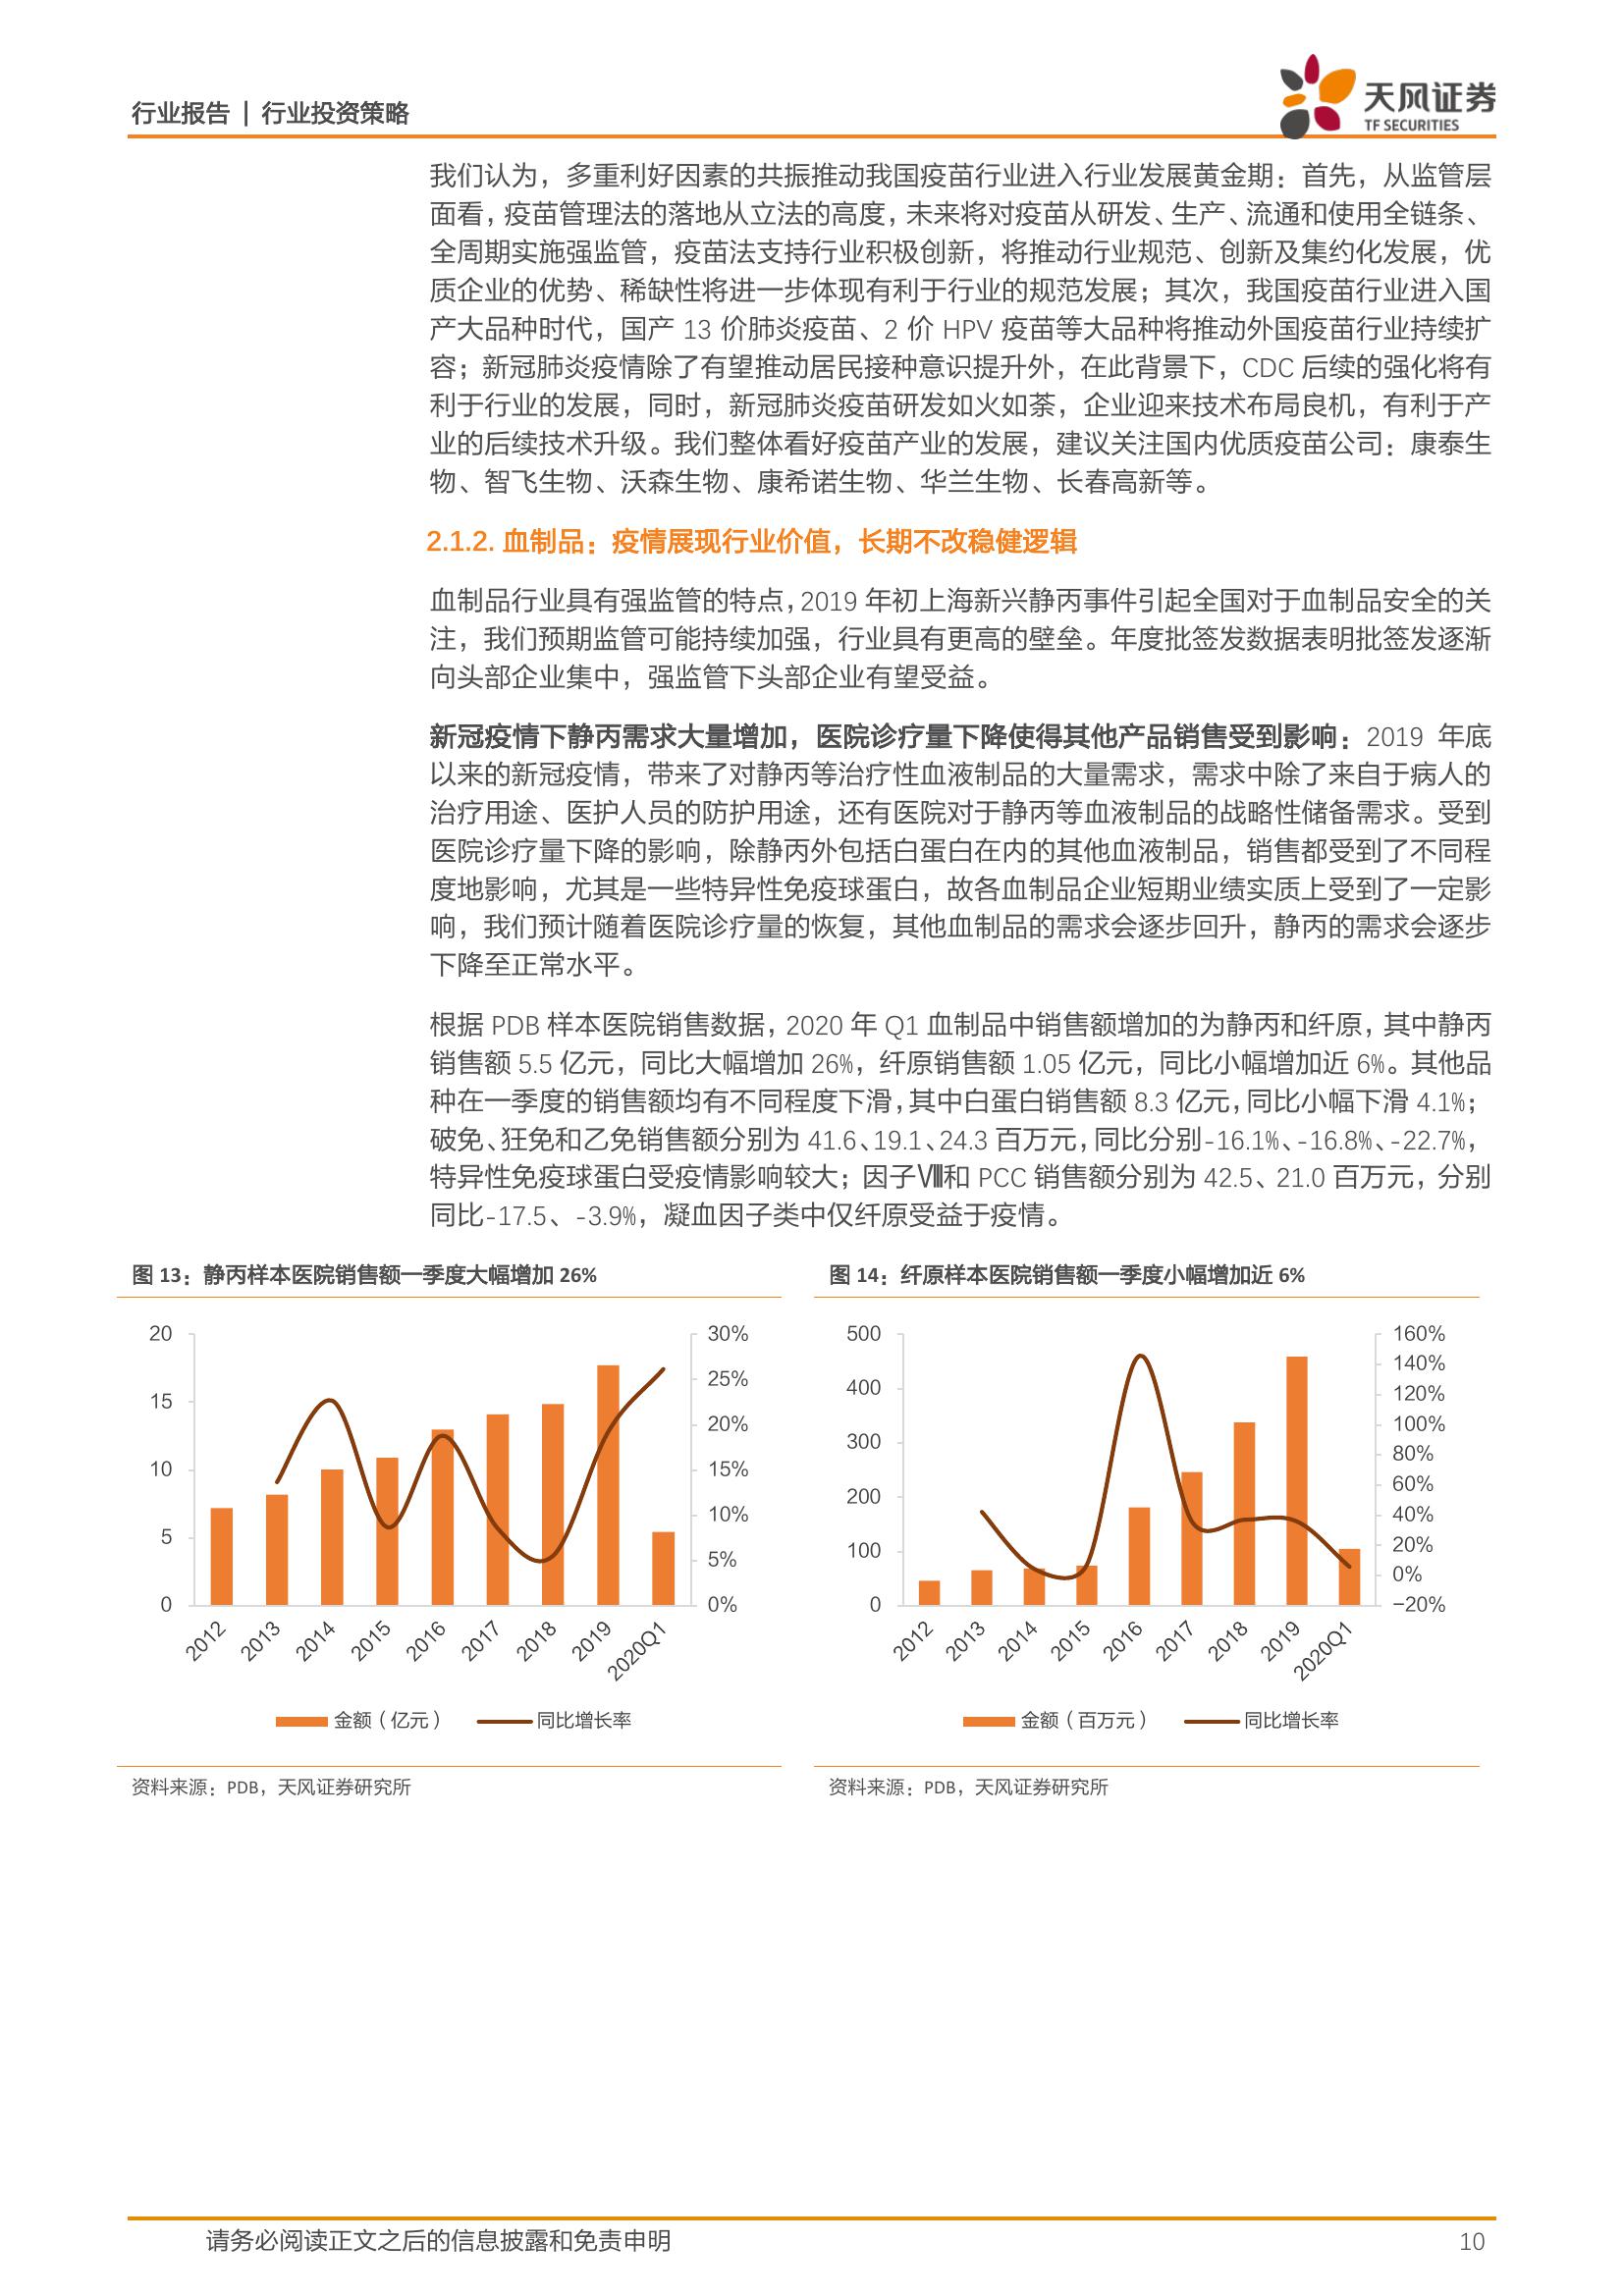 行业报告 | 行业投资策略
天风证券
TF SECURITIES
我们认为，多重利好因素的共振推动我国疫苗行业进入行业发展黄金期：首先，从监管层
面看，疫苗管理法的落地从立法的高度，未来将对疫苗从研发、生产、流通和使用全链条、
全周期实施强监管，疫苗法支持行业积极创新，将推动行业规范、创新及集约化发展，优
质企业的优势、稀缺性将进一步体现有利于行业的规范发展；其次，我国疫苗行业进入国
产大品种时代，国产 13 价肺炎疫苗、2 价 HPV 疫苗等大品种将推动外国疫苗行业持续扩
容；新冠肺炎疫情除了有望推动居民接种意识提升外，在此背景下，CDC 后续的强化将有
利于行业的发展，同时，新冠肺炎疫苗研发如火如荼，企业迎来技术布局良机，有利于产
业的后续技术升级。我们整体看好疫苗产业的发展，建议关注国内优质疫苗公司：康泰生
物、智飞生物、沃森生物、康希诺生物、华兰生物、长春高新等。
2.1.2. 血制品：疫情展现行业价值，长期不改稳健逻辑
血制品行业具有强监管的特点，2019 年初上海新兴静丙事件引起全国对于血制品安全的关
注，我们预期监管可能持续加强，行业具有更高的壁垒。年度批签发数据表明批签发逐渐
向头部企业集中，强监管下头部企业有望受益。
新冠疫情下静丙需求大量增加，医院诊疗量下降使得其他产品销售受到影响：2019 年底
以来的新冠疫情，带来了对静丙等治疗性血液制品的大量需求，需求中除了来自于病人的
治疗用途、医护人员的防护用途，还有医院对于静丙等血液制品的战略性储备需求。受到
医院诊疗量下降的影响，除静丙外包括白蛋白在内的其他血液制品，销售都受到了不同程
度地影响，尤其是一些特异性免疫球蛋白，故各血制品企业短期业绩实质上受到了一定影
响，我们预计随着医院诊疗量的恢复，其他血制品的需求会逐步回升，静丙的需求会逐步
下降至正常水平。
根据 PDB 样本医院销售数据，2020 年 Q1 血制品中销售额增加的为静丙和纤原，其中静丙
销售额 5.5 亿元，同比大幅增加 26%，纤原销售额 1.05 亿元，同比小幅增加近 6%。其他品
种在一季度的销售额均有不同程度下滑，其中白蛋白销售额 8.3 亿元，同比小幅下滑 4.1%；
破免、狂免和乙免销售额分别为 41.6、19.1、24.3 百万元，同比分别-16.1%、-16.8%、-22.7%，
特异性免疫球蛋白受疫情影响较大；因子Ⅷ和 PCC 销售额分别为 42.5、21.0 百万元，分别
同比-17.5、-3.9%，凝血因子类中仅纤原受益于疫情。
图 13：静丙样本医院销售额一季度大幅增加 26%
20
15
10
5
0
30%
25%
20%
15%
10%
5%
0%
2012
2013
2014
2015
2016
2017
2018
2019
2020Q1
金额（亿元）
同比增长率
资料来源：PDB，天风证券研究所
图 14：纤原样本医院销售额一季度小幅增加近 6%
500
400
300
200
100
0
160%
140%
120%
100%
80%
60%
40%
20%
0%
-20%
2012
2013
2014
2015
2016
2017
2018
2019
2020Q1
金额（百万元）
同比增长率
资料来源：PDB，天风证券研究所
请务必阅读正文之后的信息披露和免责申明
10